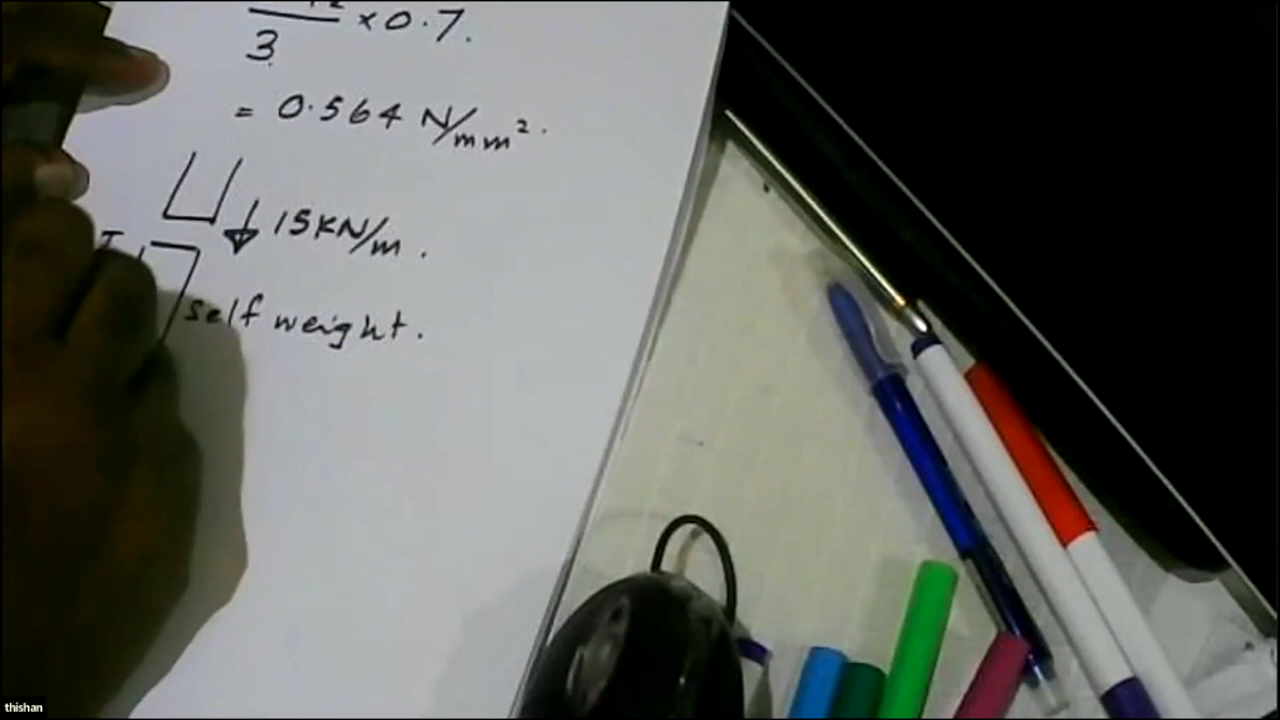 3 × 0.7.
= 0.564 N/mm².
15KN/m.
self weight.
thishan